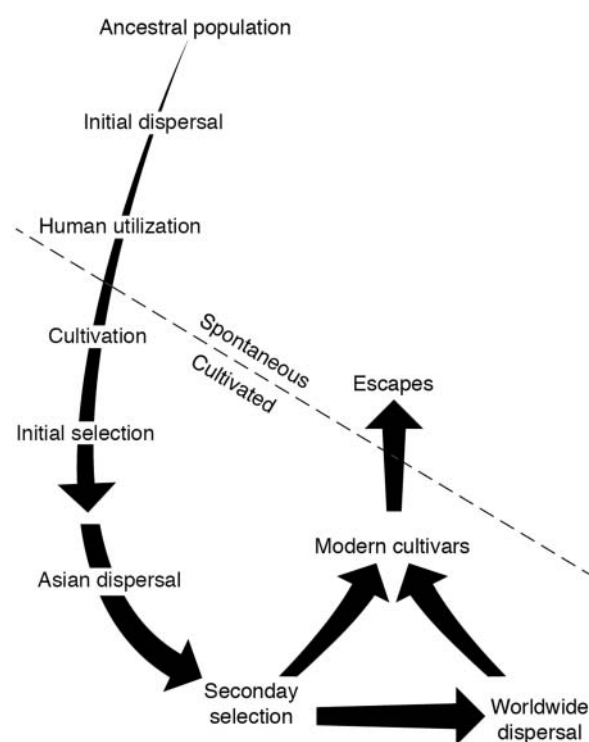 Ancestral population
Initial dispersal
Human utilization
Cultivation
Spontaneous
Cultivated
Escapes
Initial selection
Modern cultivars
Asian dispersal
Seconday
selection
Worldwide
dispersal